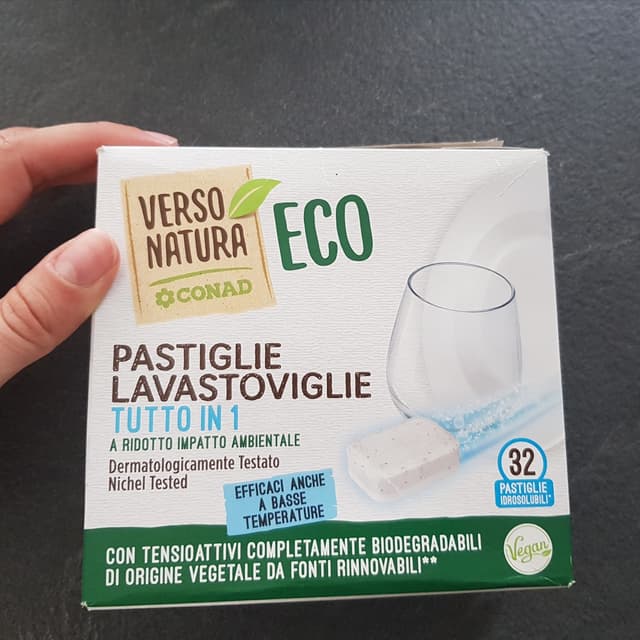 VERSO
NATURA
CONAD
ECO
PASTIGLIE
LAVASTOVIGLIE
TUTTO IN 1
A RIDOTTO IMPATTO AMBIENTALE
Dermatologicamente Testato
Nichel Tested
EFFICACI ANCHE
A BASSE
TEMPERATURE
32
PASTIGLIE
IDROSOLUBILI*
CON TENSIOATTIVI COMPLETAMENTE BIODEGRADABILI
DI ORIGINE VEGETALE DA FONTI RINNOVABILI**
Vegan